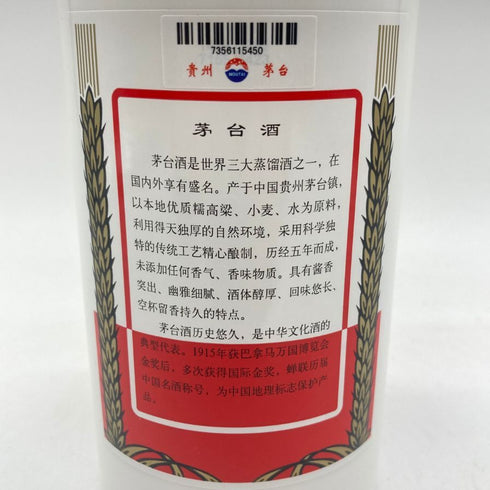 7356115450
贵州 MOUTAI 茅台
茅台酒
茅台酒是世界三大蒸馏酒之一，在
国内外享有盛名。产于中国贵州茅台镇，
以本地优质糯高粱、小麦、水为原料，
利用得天独厚的自然环境，采用科学独
特的传统工艺精心酿制，历经五年而成，
未添加任何香气、香味物质。具有酱香
突出、幽雅细腻、酒体醇厚、回味悠长、
空杯留香持久的特点。
茅台酒历史悠久，是中华文化酒的
典型代表。1915年获巴拿马万国博览会
金奖后，多次获得国际金奖，蝉联历届
中国名酒称号，为中国地理标志保护产
品。